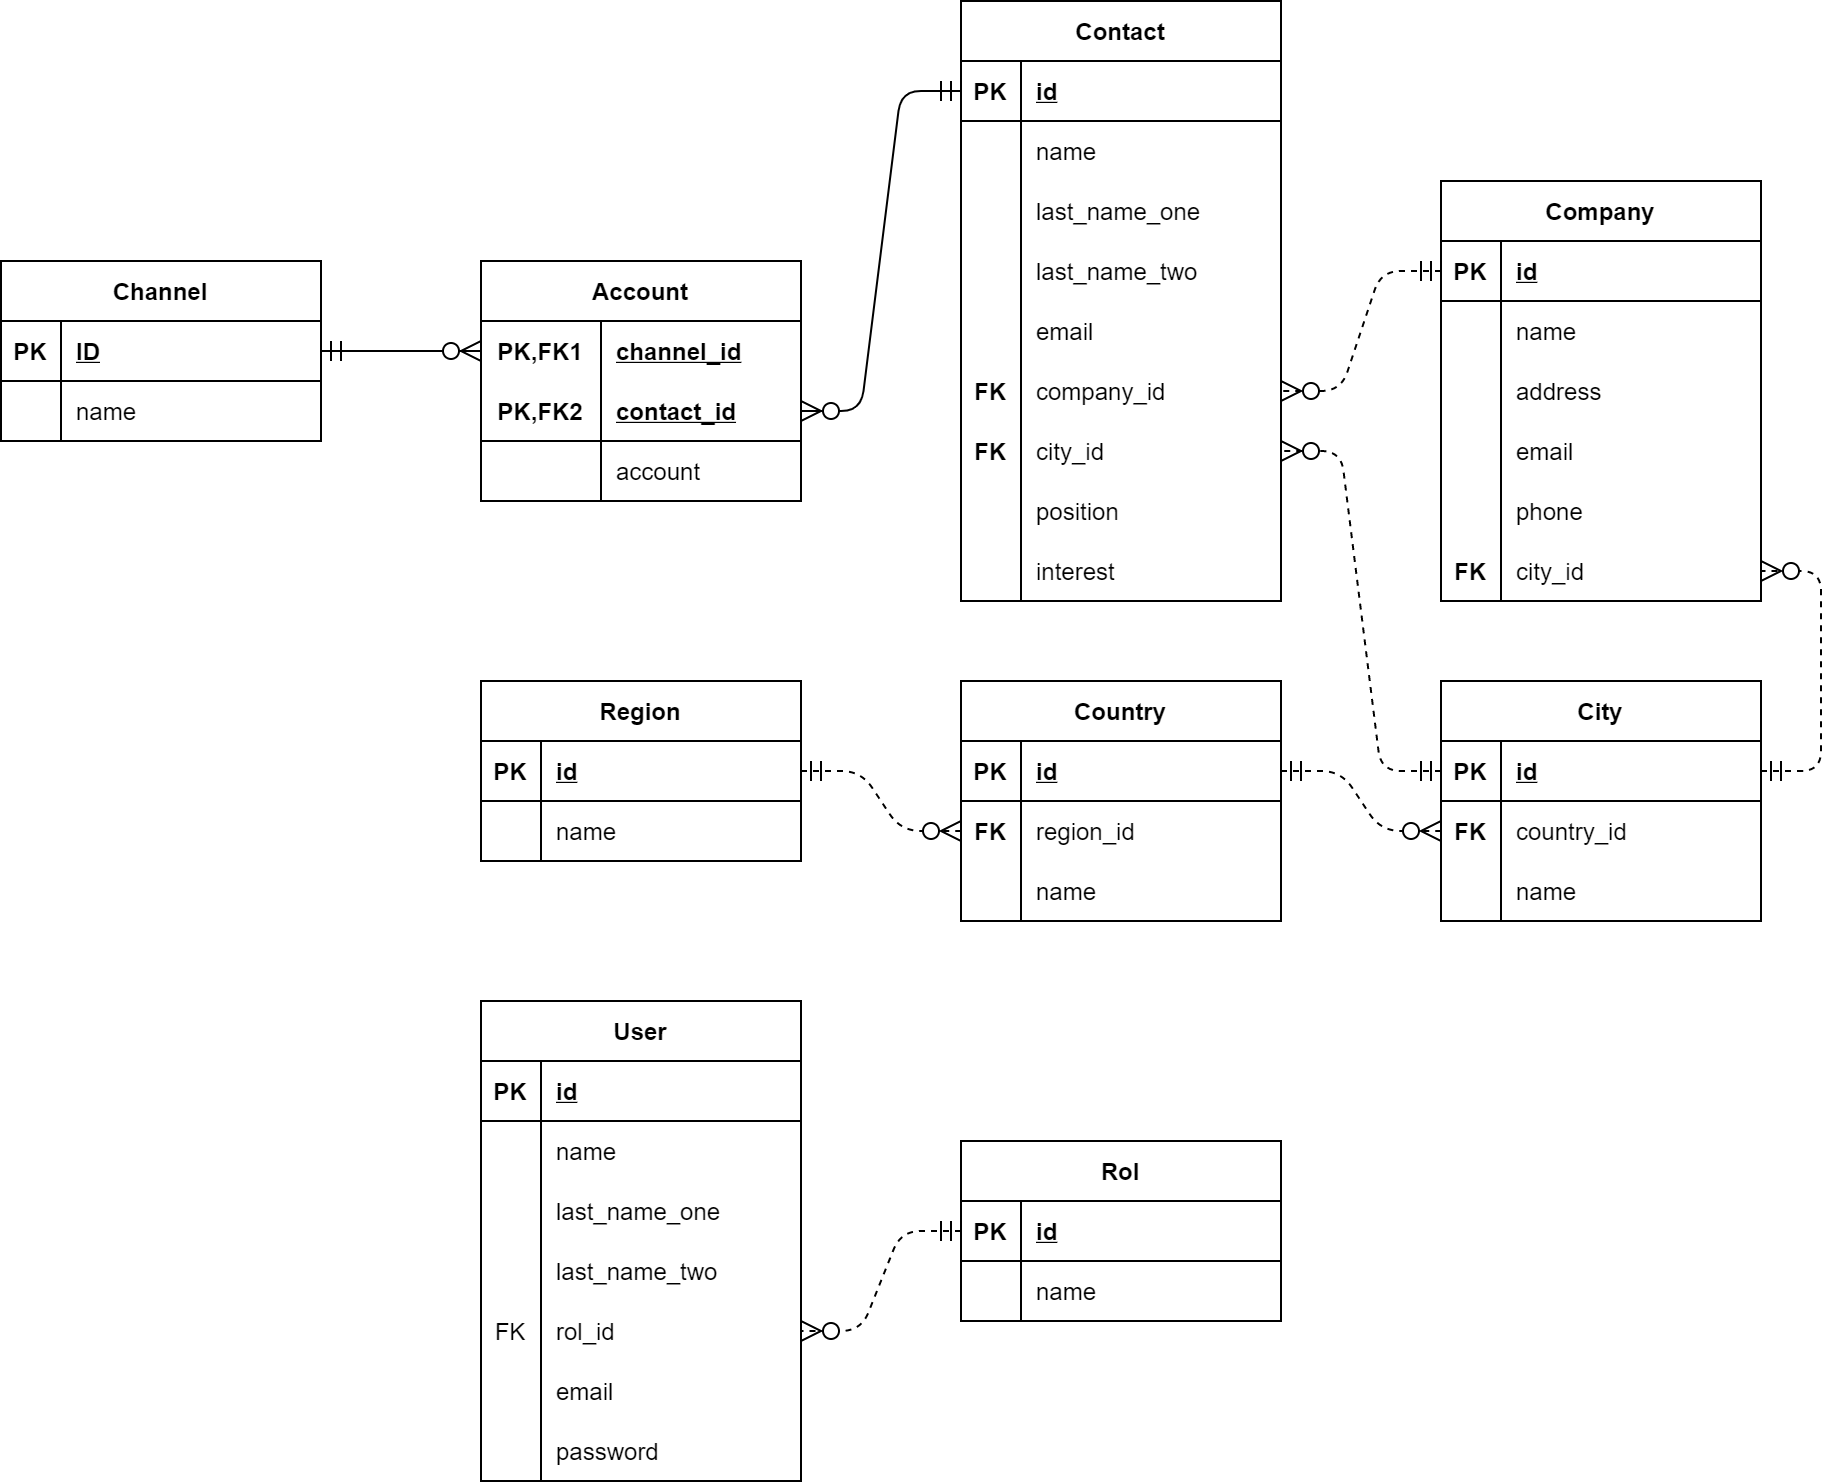 Contact
PK id
name
last_name_one
last_name_two
email
FK company_id
FK city_id
position
interest
Company
PK id
name
address
email
phone
FK city_id
Channel
PK ID
name
Account
PK,FK1 channel_id
PK,FK2 contact_id
account
Region
PK id
name
Country
PK id
FK region_id
name
City
PK id
FK country_id
name
User
PK id
name
last_name_one
last_name_two
FK rol_id
email
password
Rol
PK id
name